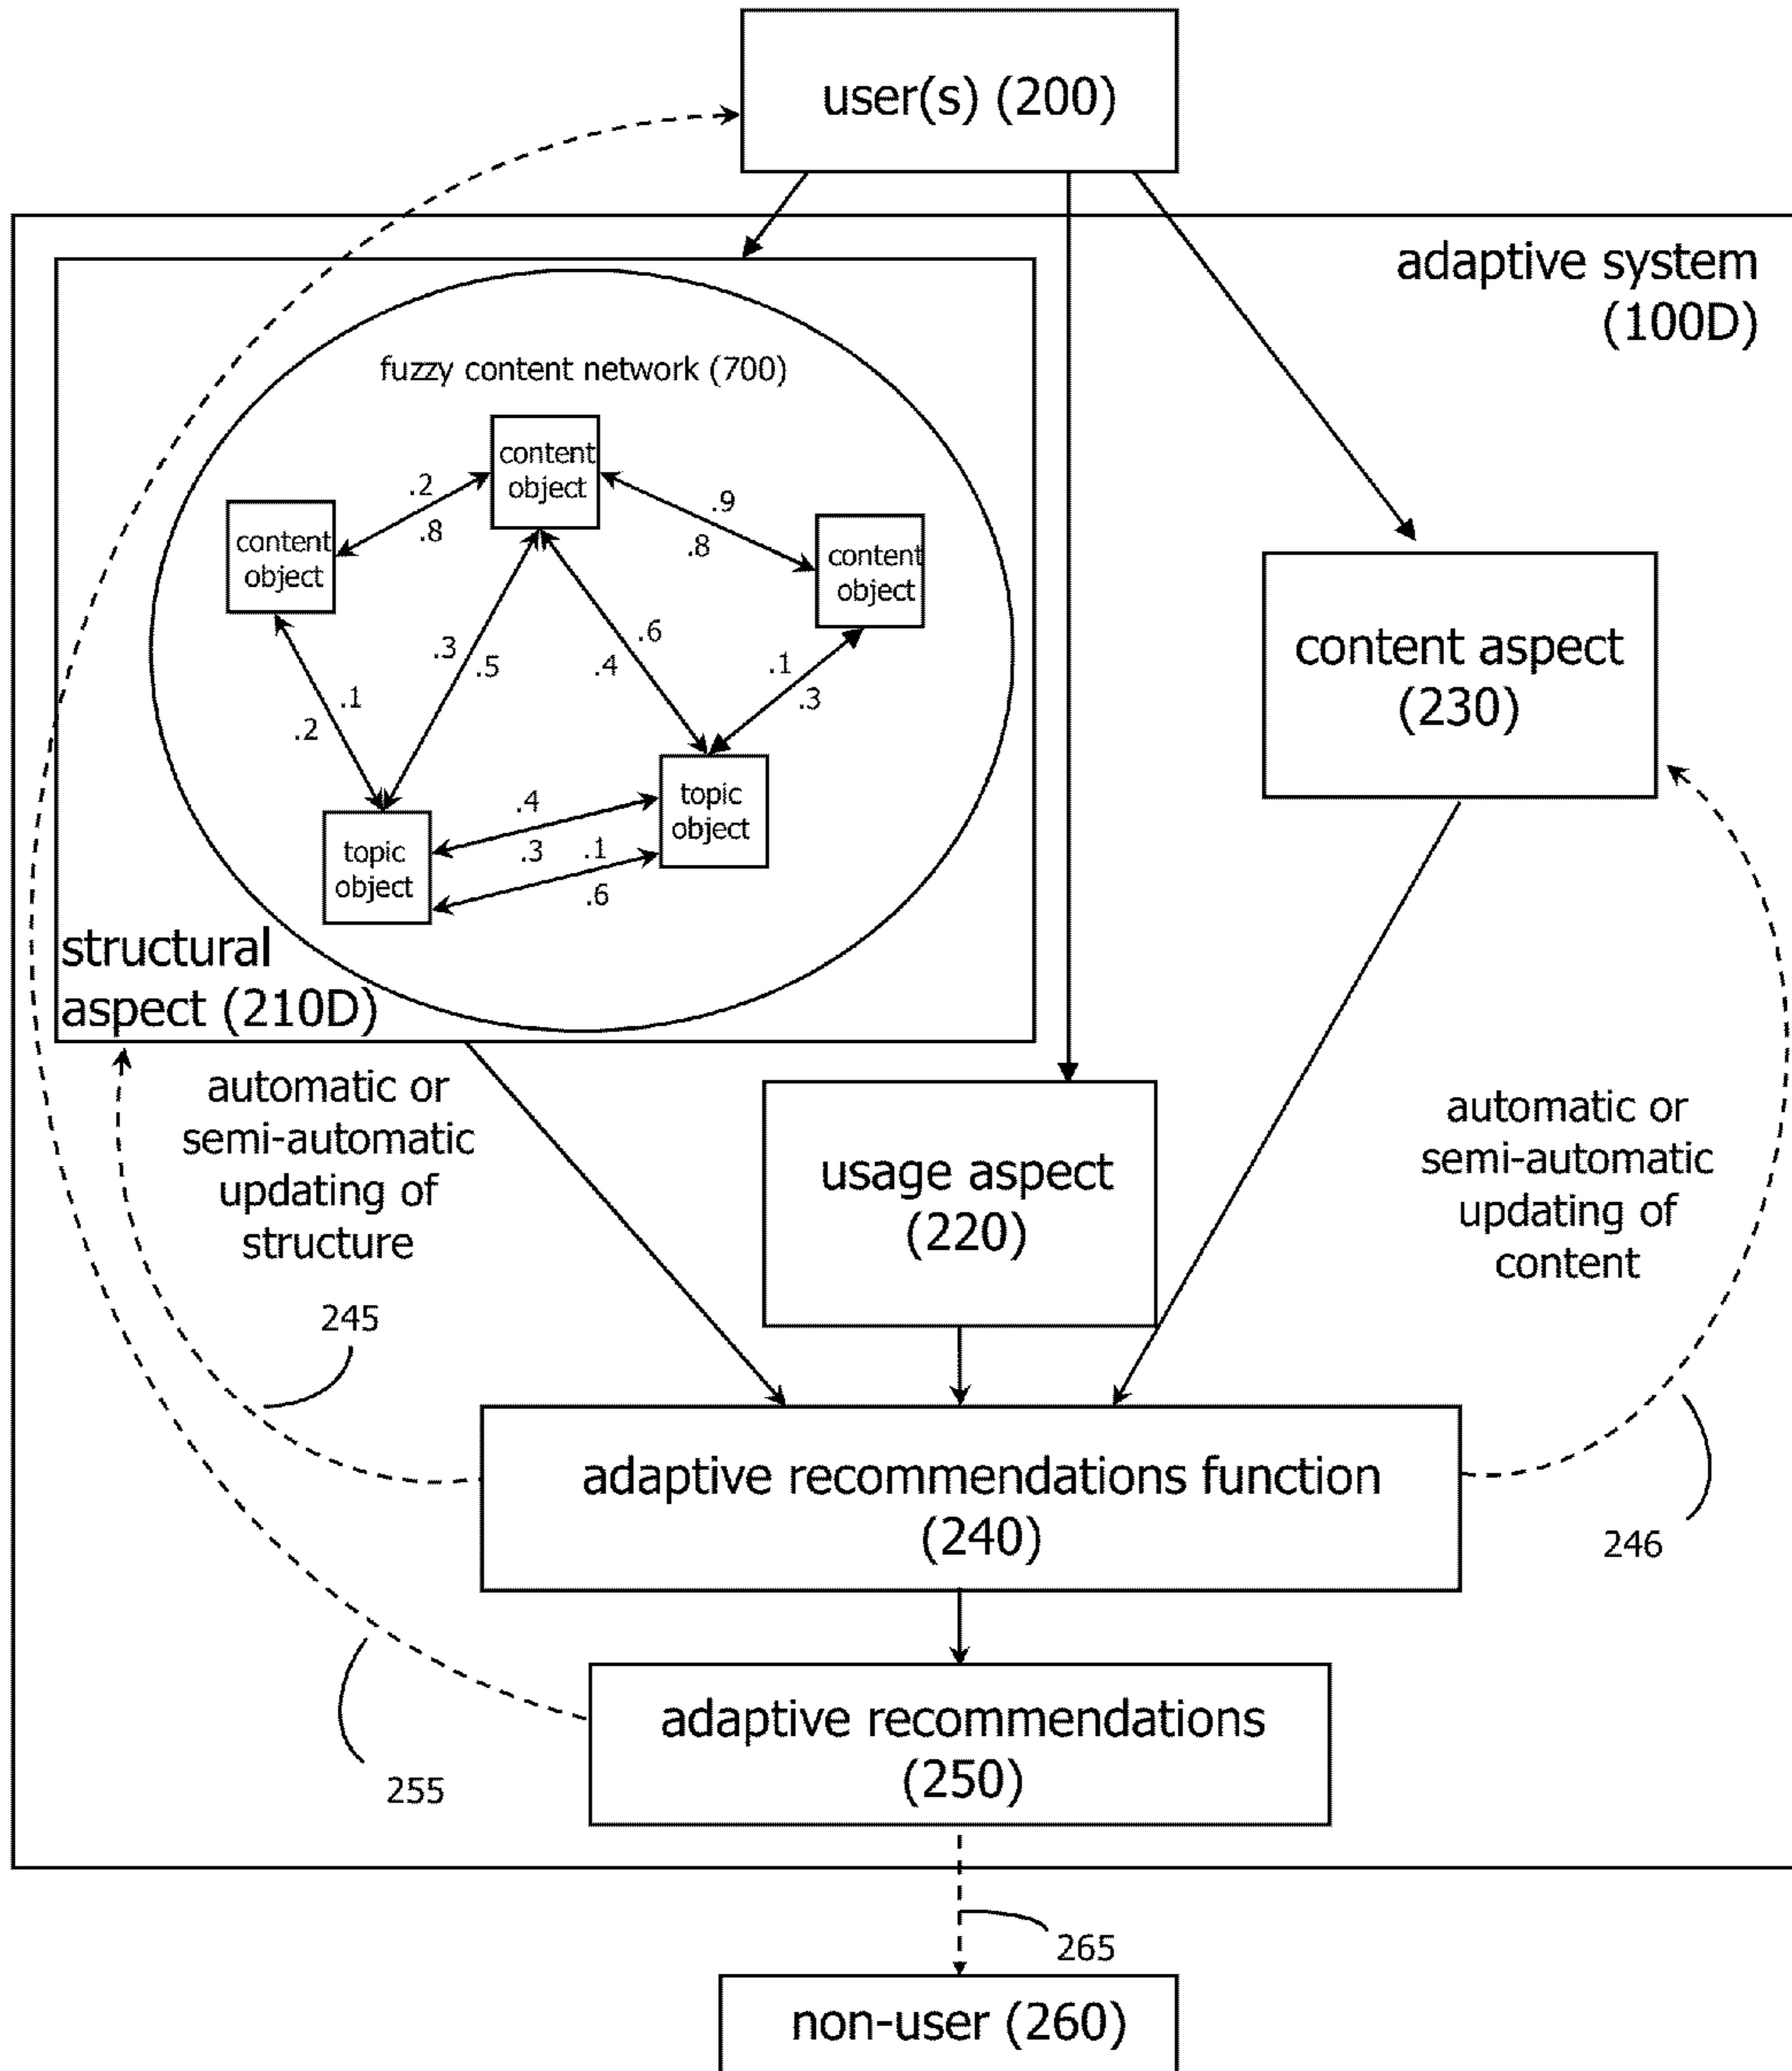 user(s) (200)
adaptive system
(100D)
fuzzy content network (700)
content
object
.2
.8
.9
.8
content
object
content
object
.3
.5
.6
.4
.1
.3
.1
.2
topic
object
.4
.3
.1
.6
topic
object
structural
aspect (210D)
content aspect
(230)
automatic or
semi-automatic
updating of
structure
245
usage aspect
(220)
automatic or
semi-automatic
updating of
content
246
adaptive recommendations function
(240)
adaptive recommendations
(250)
255
265
non-user (260)